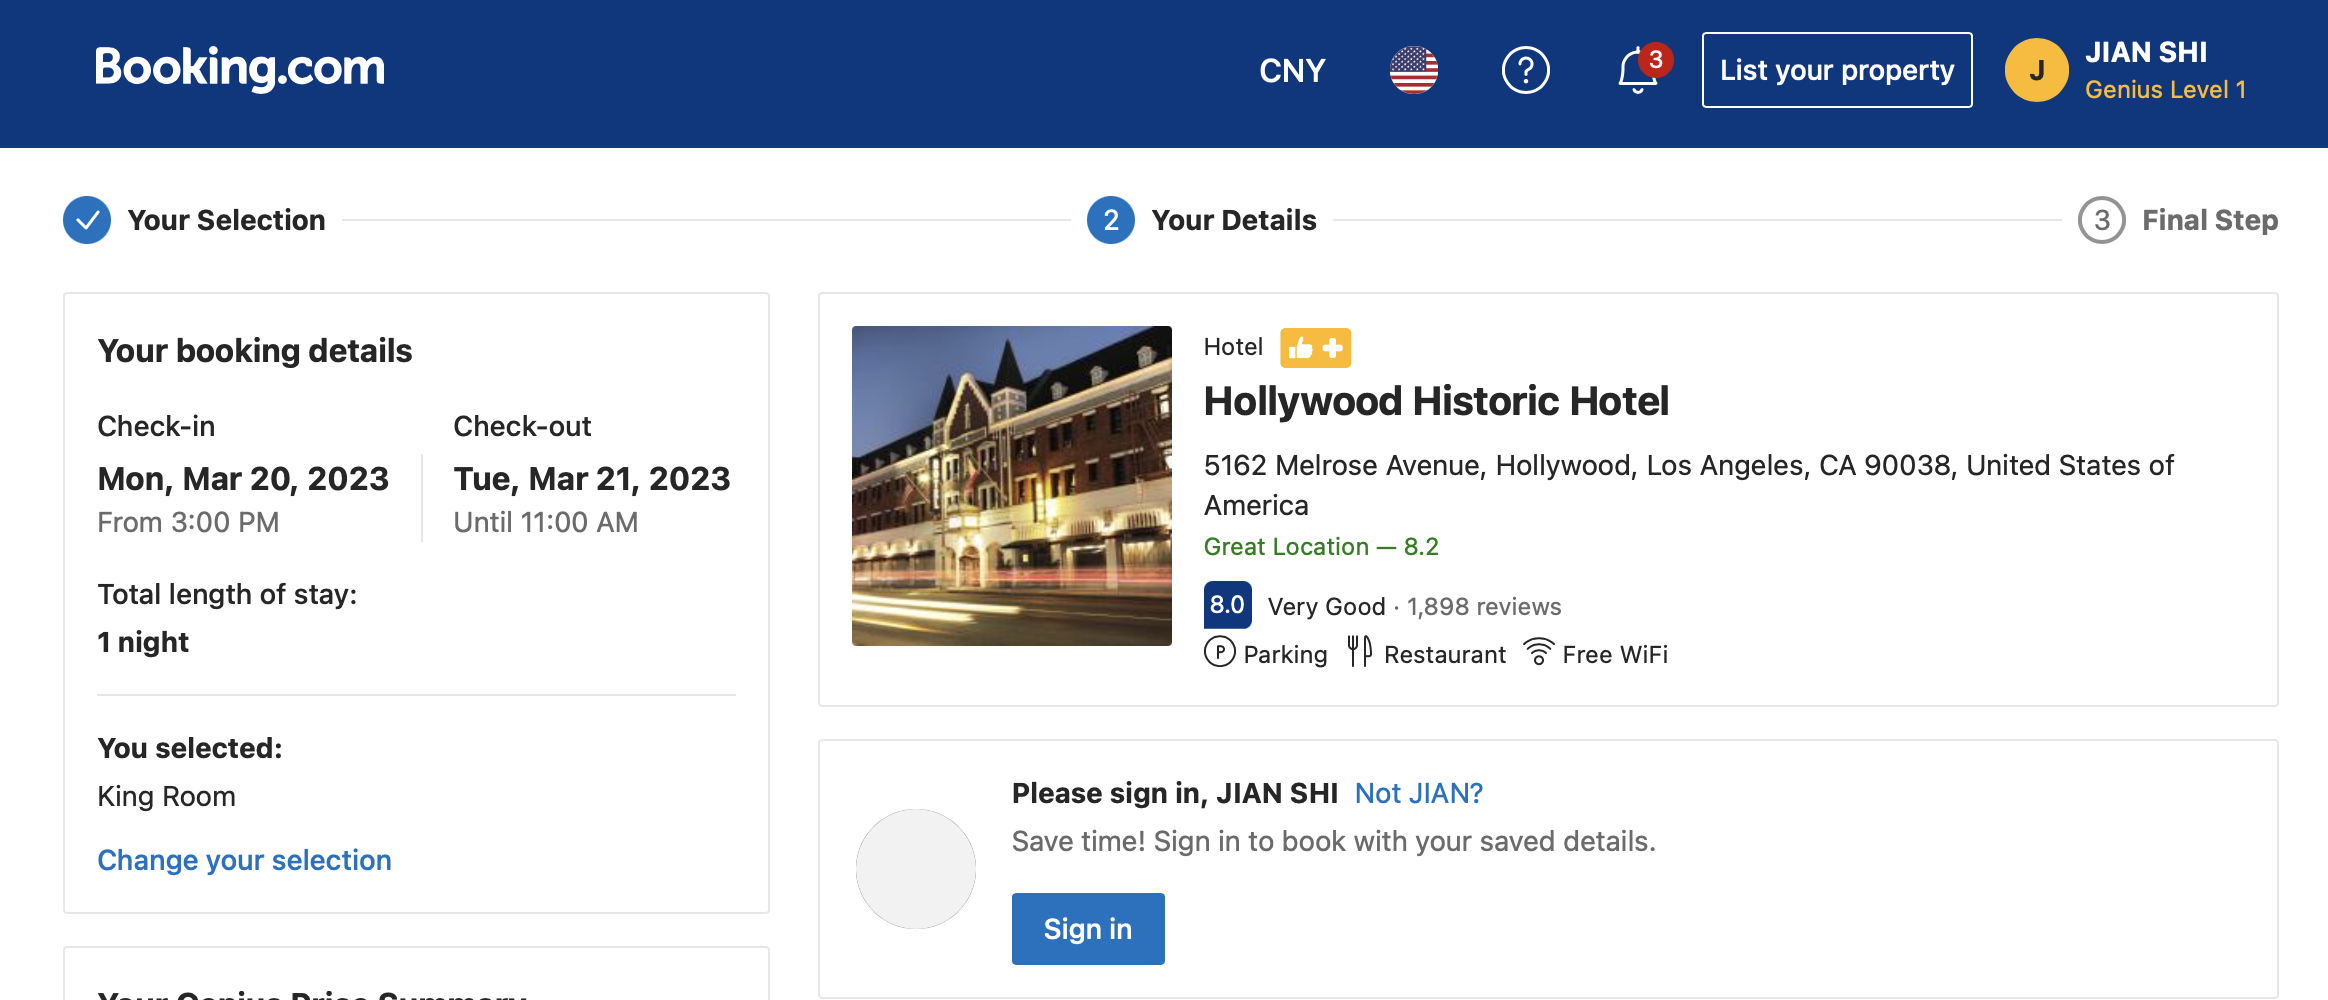 Booking.com
CNY
?
3
List your property
J
JIAN SHI
Genius Level 1
Your Selection
2
Your Details
3
Final Step
Your booking details
Check-in
Mon, Mar 20, 2023
From 3:00 PM
Check-out
Tue, Mar 21, 2023
Until 11:00 AM
Total length of stay:
1 night
You selected:
King Room
Change your selection
Your Genius Price Summary
Hotel
Hollywood Historic Hotel
5162 Melrose Avenue, Hollywood, Los Angeles, CA 90038, United States of
America
Great Location — 8.2
8.0 Very Good · 1,898 reviews
P Parking Restaurant Free WiFi
Please sign in, JIAN SHI Not JIAN?
Save time! Sign in to book with your saved details.
Sign in